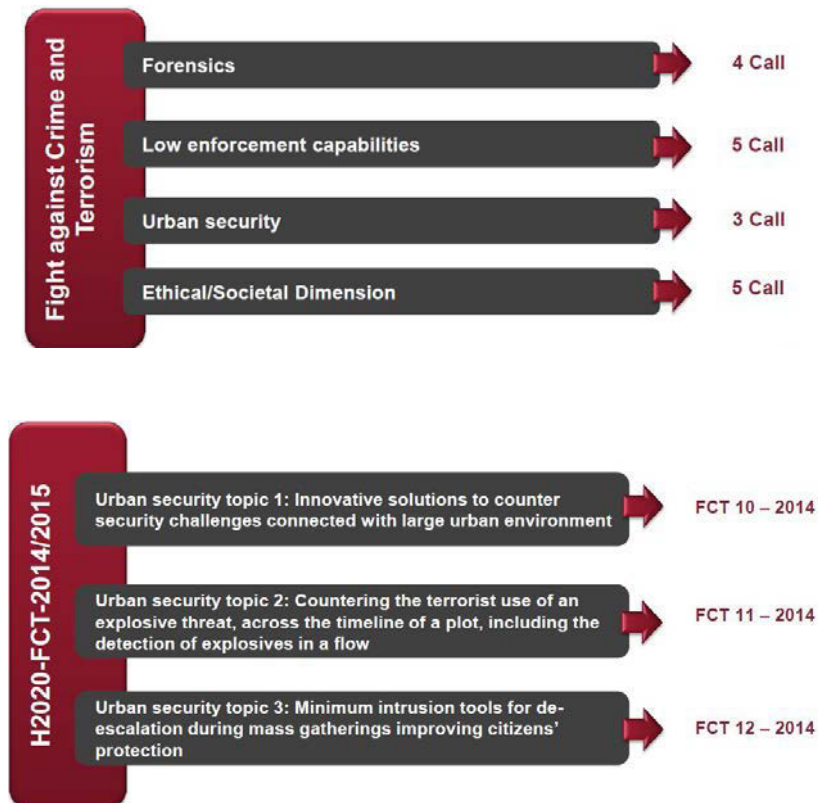 Fight against Crime and
Terrorism
Forensics
4 Call
Low enforcement capabilities
5 Call
Urban security
3 Call
Ethical/Societal Dimension
5 Call
H2020-FCT-2014/2015
Urban security topic 1: Innovative solutions to counter
security challenges connected with large urban environment
FCT 10 – 2014
Urban security topic 2: Countering the terrorist use of an
explosive threat, across the timeline of a plot, including the
detection of explosives in a flow
FCT 11 – 2014
Urban security topic 3: Minimum intrusion tools for de-
escalation during mass gatherings improving citizens’
protection
FCT 12 – 2014